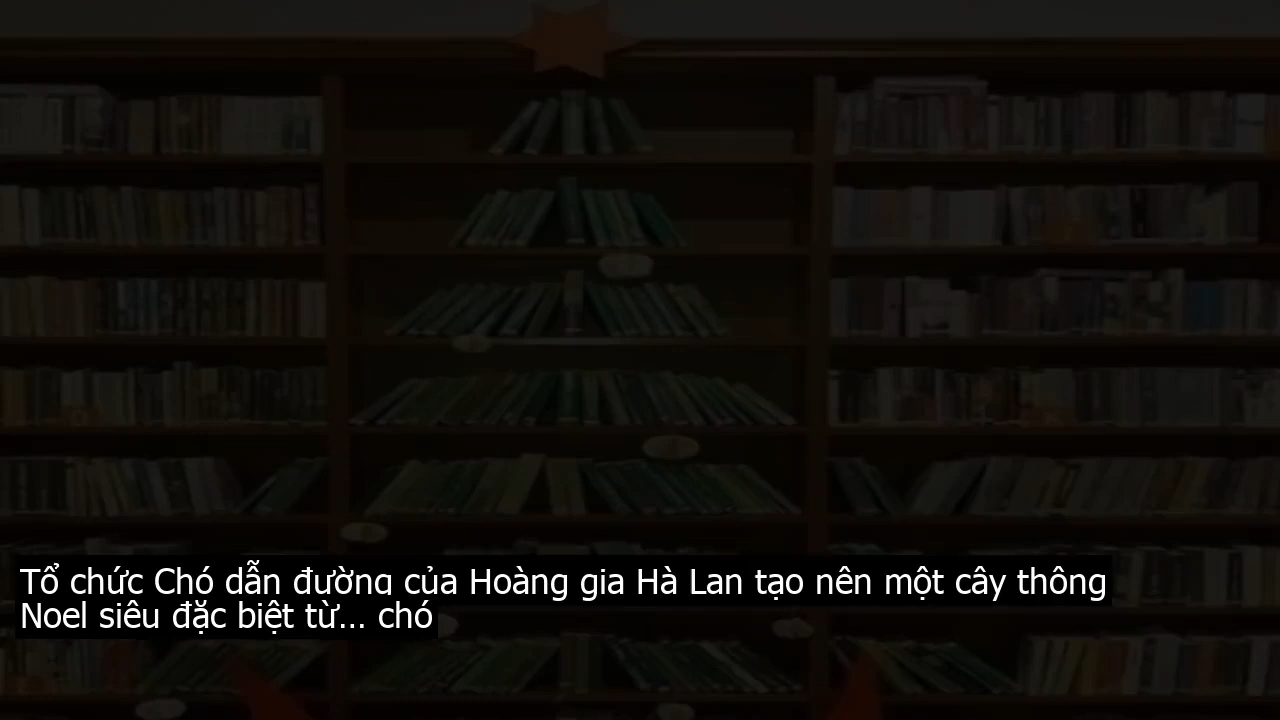 Tổ chức Chó dẫn đường của Hoàng gia Hà Lan tạo nên một cây thông
Noel siêu đặc biệt từ... chó